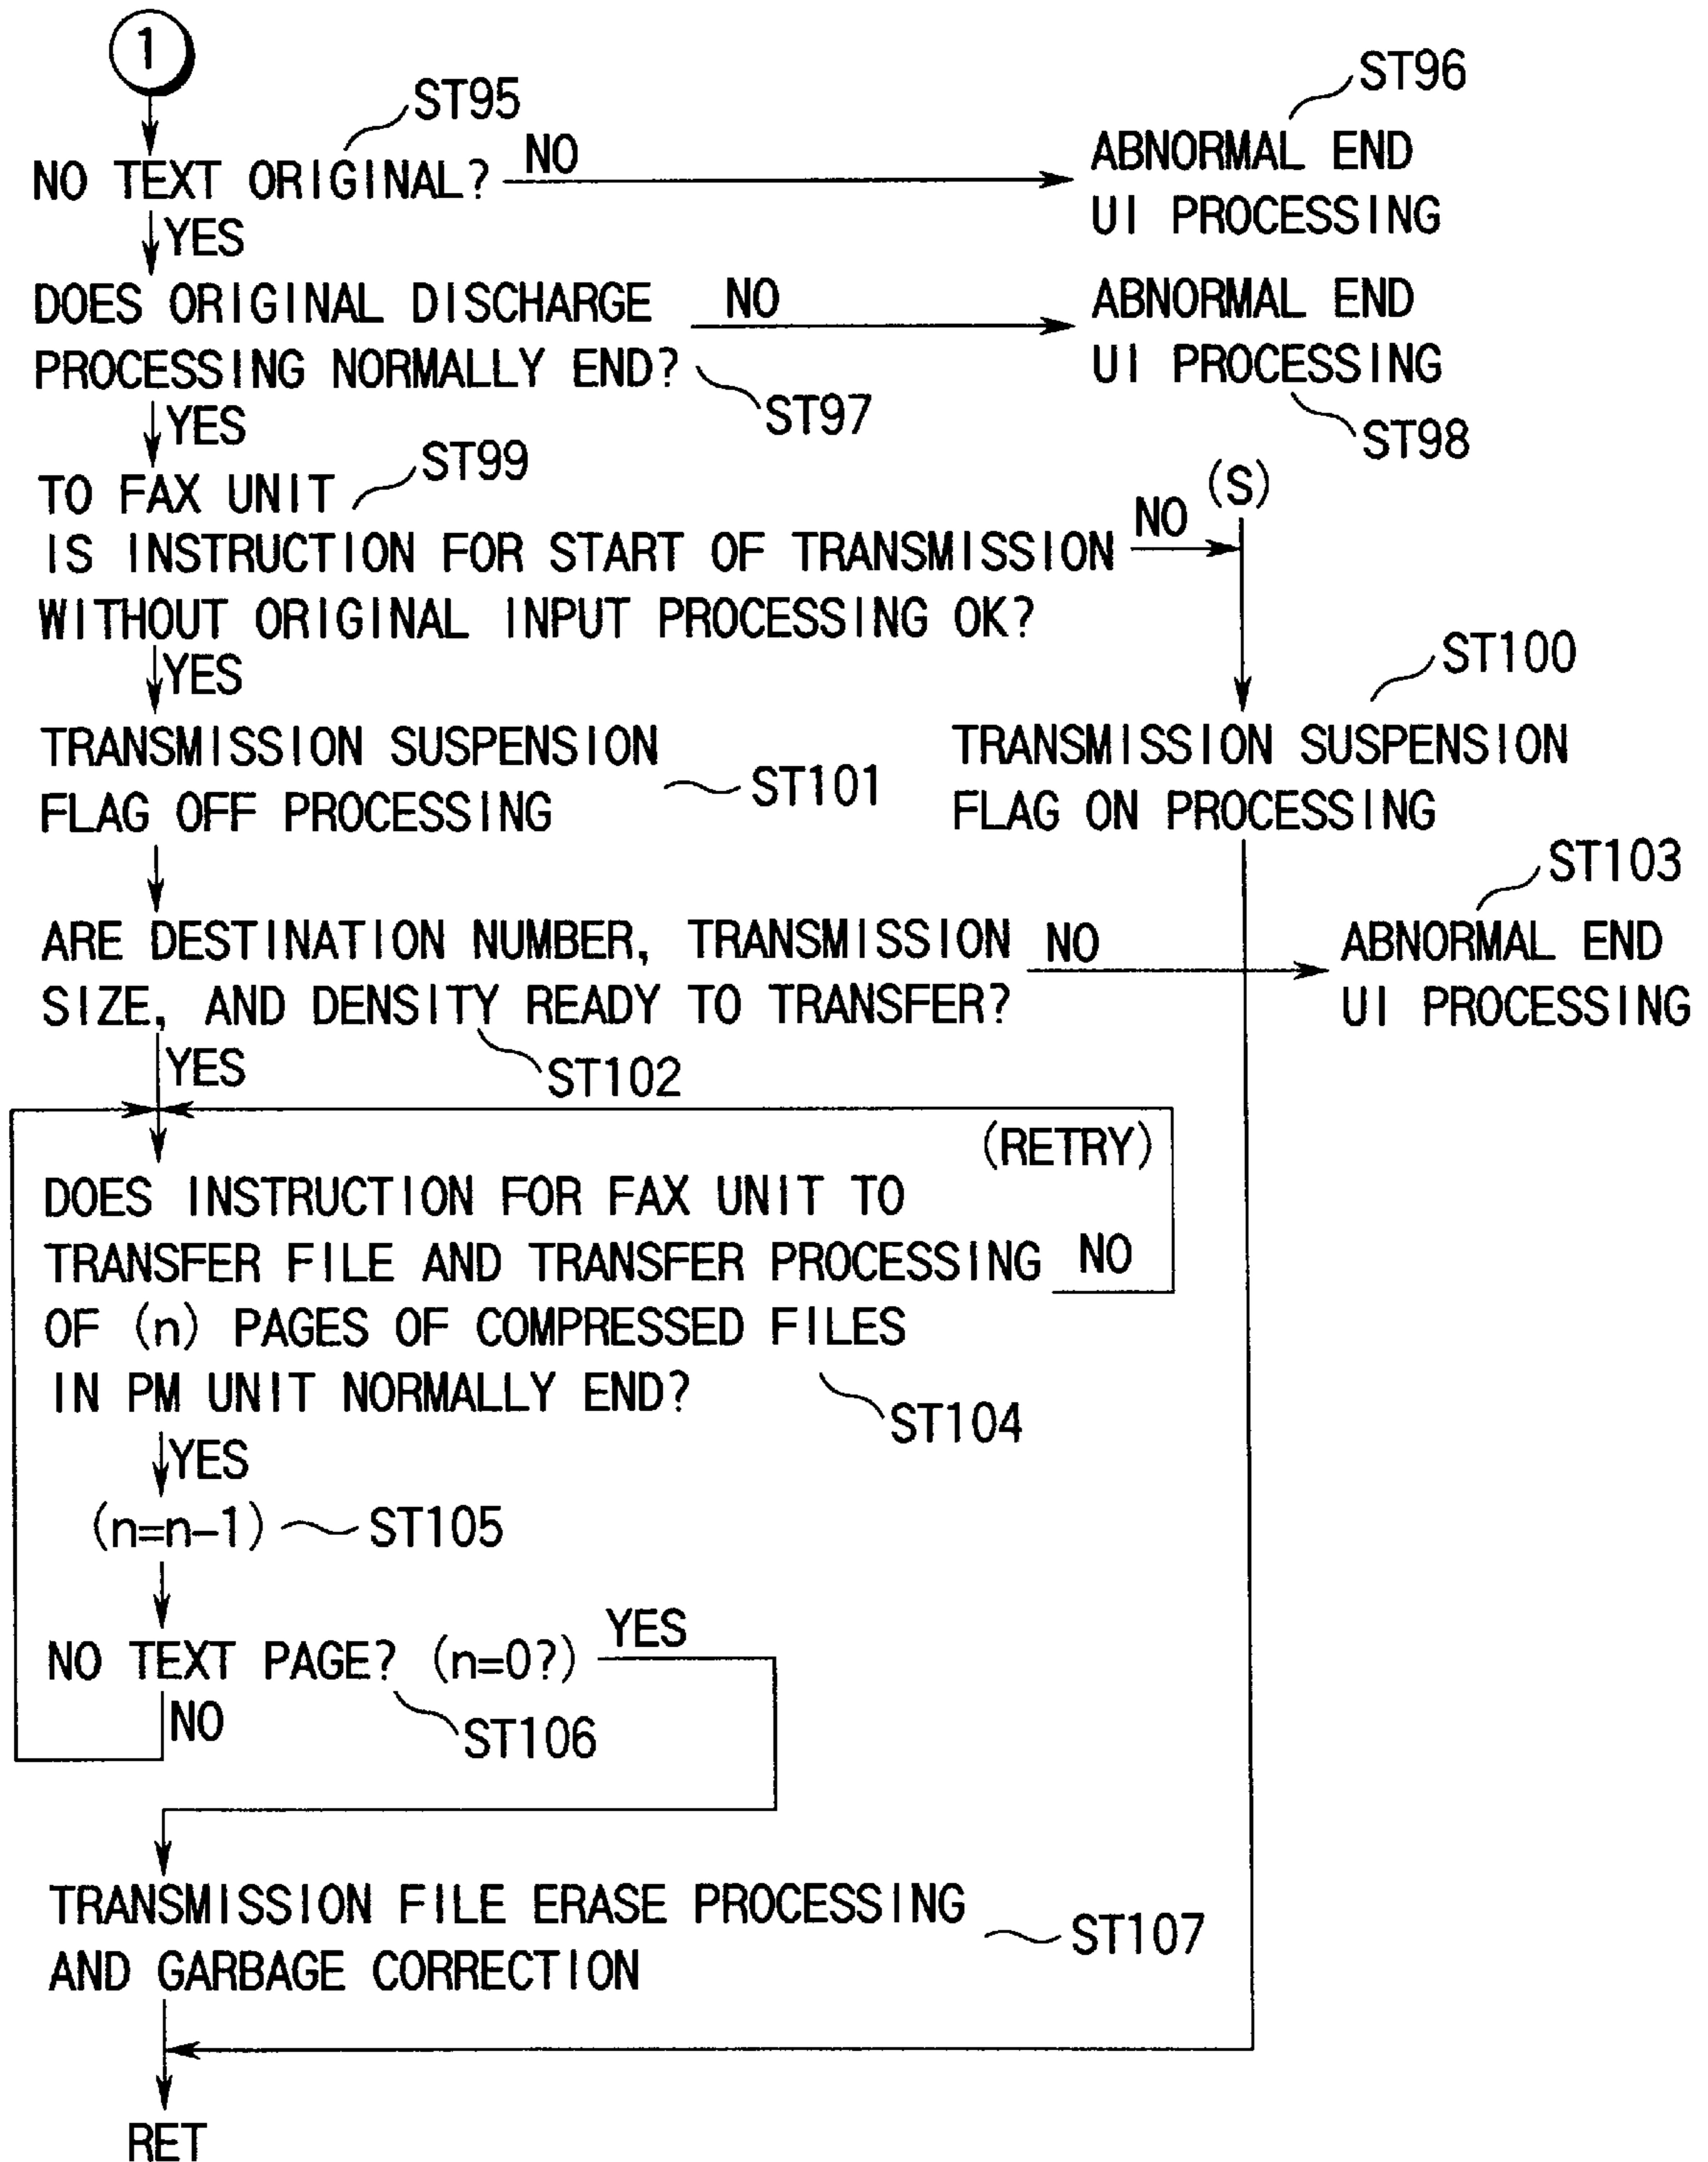 1
ST95
ST96
NO TEXT ORIGINAL?
NO
ABNORMAL END
UI PROCESSING
YES
DOES ORIGINAL DISCHARGE
PROCESSING NORMALLY END?
NO
ABNORMAL END
UI PROCESSING
ST97
ST98
YES
ST99
TO FAX UNIT
IS INSTRUCTION FOR START OF TRANSMISSION
WITHOUT ORIGINAL INPUT PROCESSING OK?
NO
(S)
YES
ST100
TRANSMISSION SUSPENSION
FLAG OFF PROCESSING
ST101
TRANSMISSION SUSPENSION
FLAG ON PROCESSING
ST103
ARE DESTINATION NUMBER, TRANSMISSION
SIZE, AND DENSITY READY TO TRANSFER?
NO
ABNORMAL END
UI PROCESSING
YES
ST102
(RETRY)
DOES INSTRUCTION FOR FAX UNIT TO
TRANSFER FILE AND TRANSFER PROCESSING
OF (n) PAGES OF COMPRESSED FILES
IN PM UNIT NORMALLY END?
NO
ST104
YES
(n=n-1)
ST105
NO TEXT PAGE? (n=0?)
YES
NO
ST106
TRANSMISSION FILE ERASE PROCESSING
AND GARBAGE CORRECTION
ST107
RET